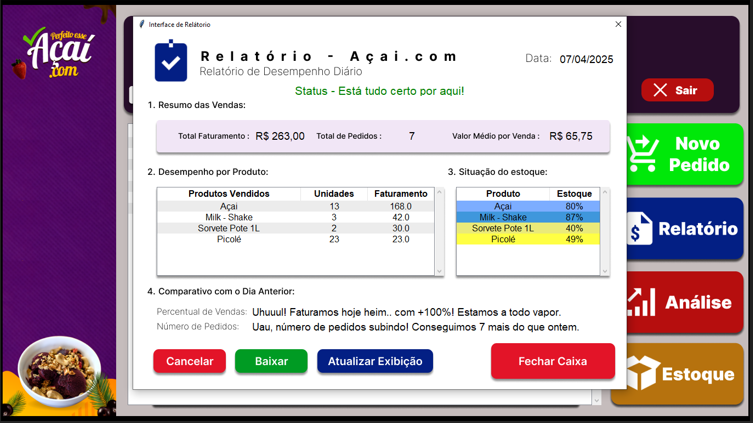 Interface de Relátorio
Perfeito esse
Açaí
.com
Relatório - Açai.com
Relatório de Desempenho Diário
Data: 07/04/2025
Status - Está tudo certo por aqui!
1. Resumo das Vendas:
Total Faturamento : R$ 263,00 Total de Pedidos : 7 Valor Médio por Venda : R$ 65,75
2. Desempenho por Produto:
Produtos Vendidos Unidades Faturamento
Açai 13 168.0
Milk - Shake 3 42.0
Sorvete Pote 1L 2 30.0
Picolé 23 23.0
3. Situação do estoque:
Produto Estoque
Açai 80%
Milk - Shake 87%
Sorvete Pote 1L 40%
Picolé 49%
4. Comparativo com o Dia Anterior:
Percentual de Vendas: Uhuuul! Faturamos hoje heim.. com +100%! Estamos a todo vapor.
Número de Pedidos: Uau, número de pedidos subindo! Conseguimos 7 mais do que ontem.
Cancelar
Baixar
Atualizar Exibição
Fechar Caixa
Sair
Novo
Pedido
Relatório
Análise
Estoque